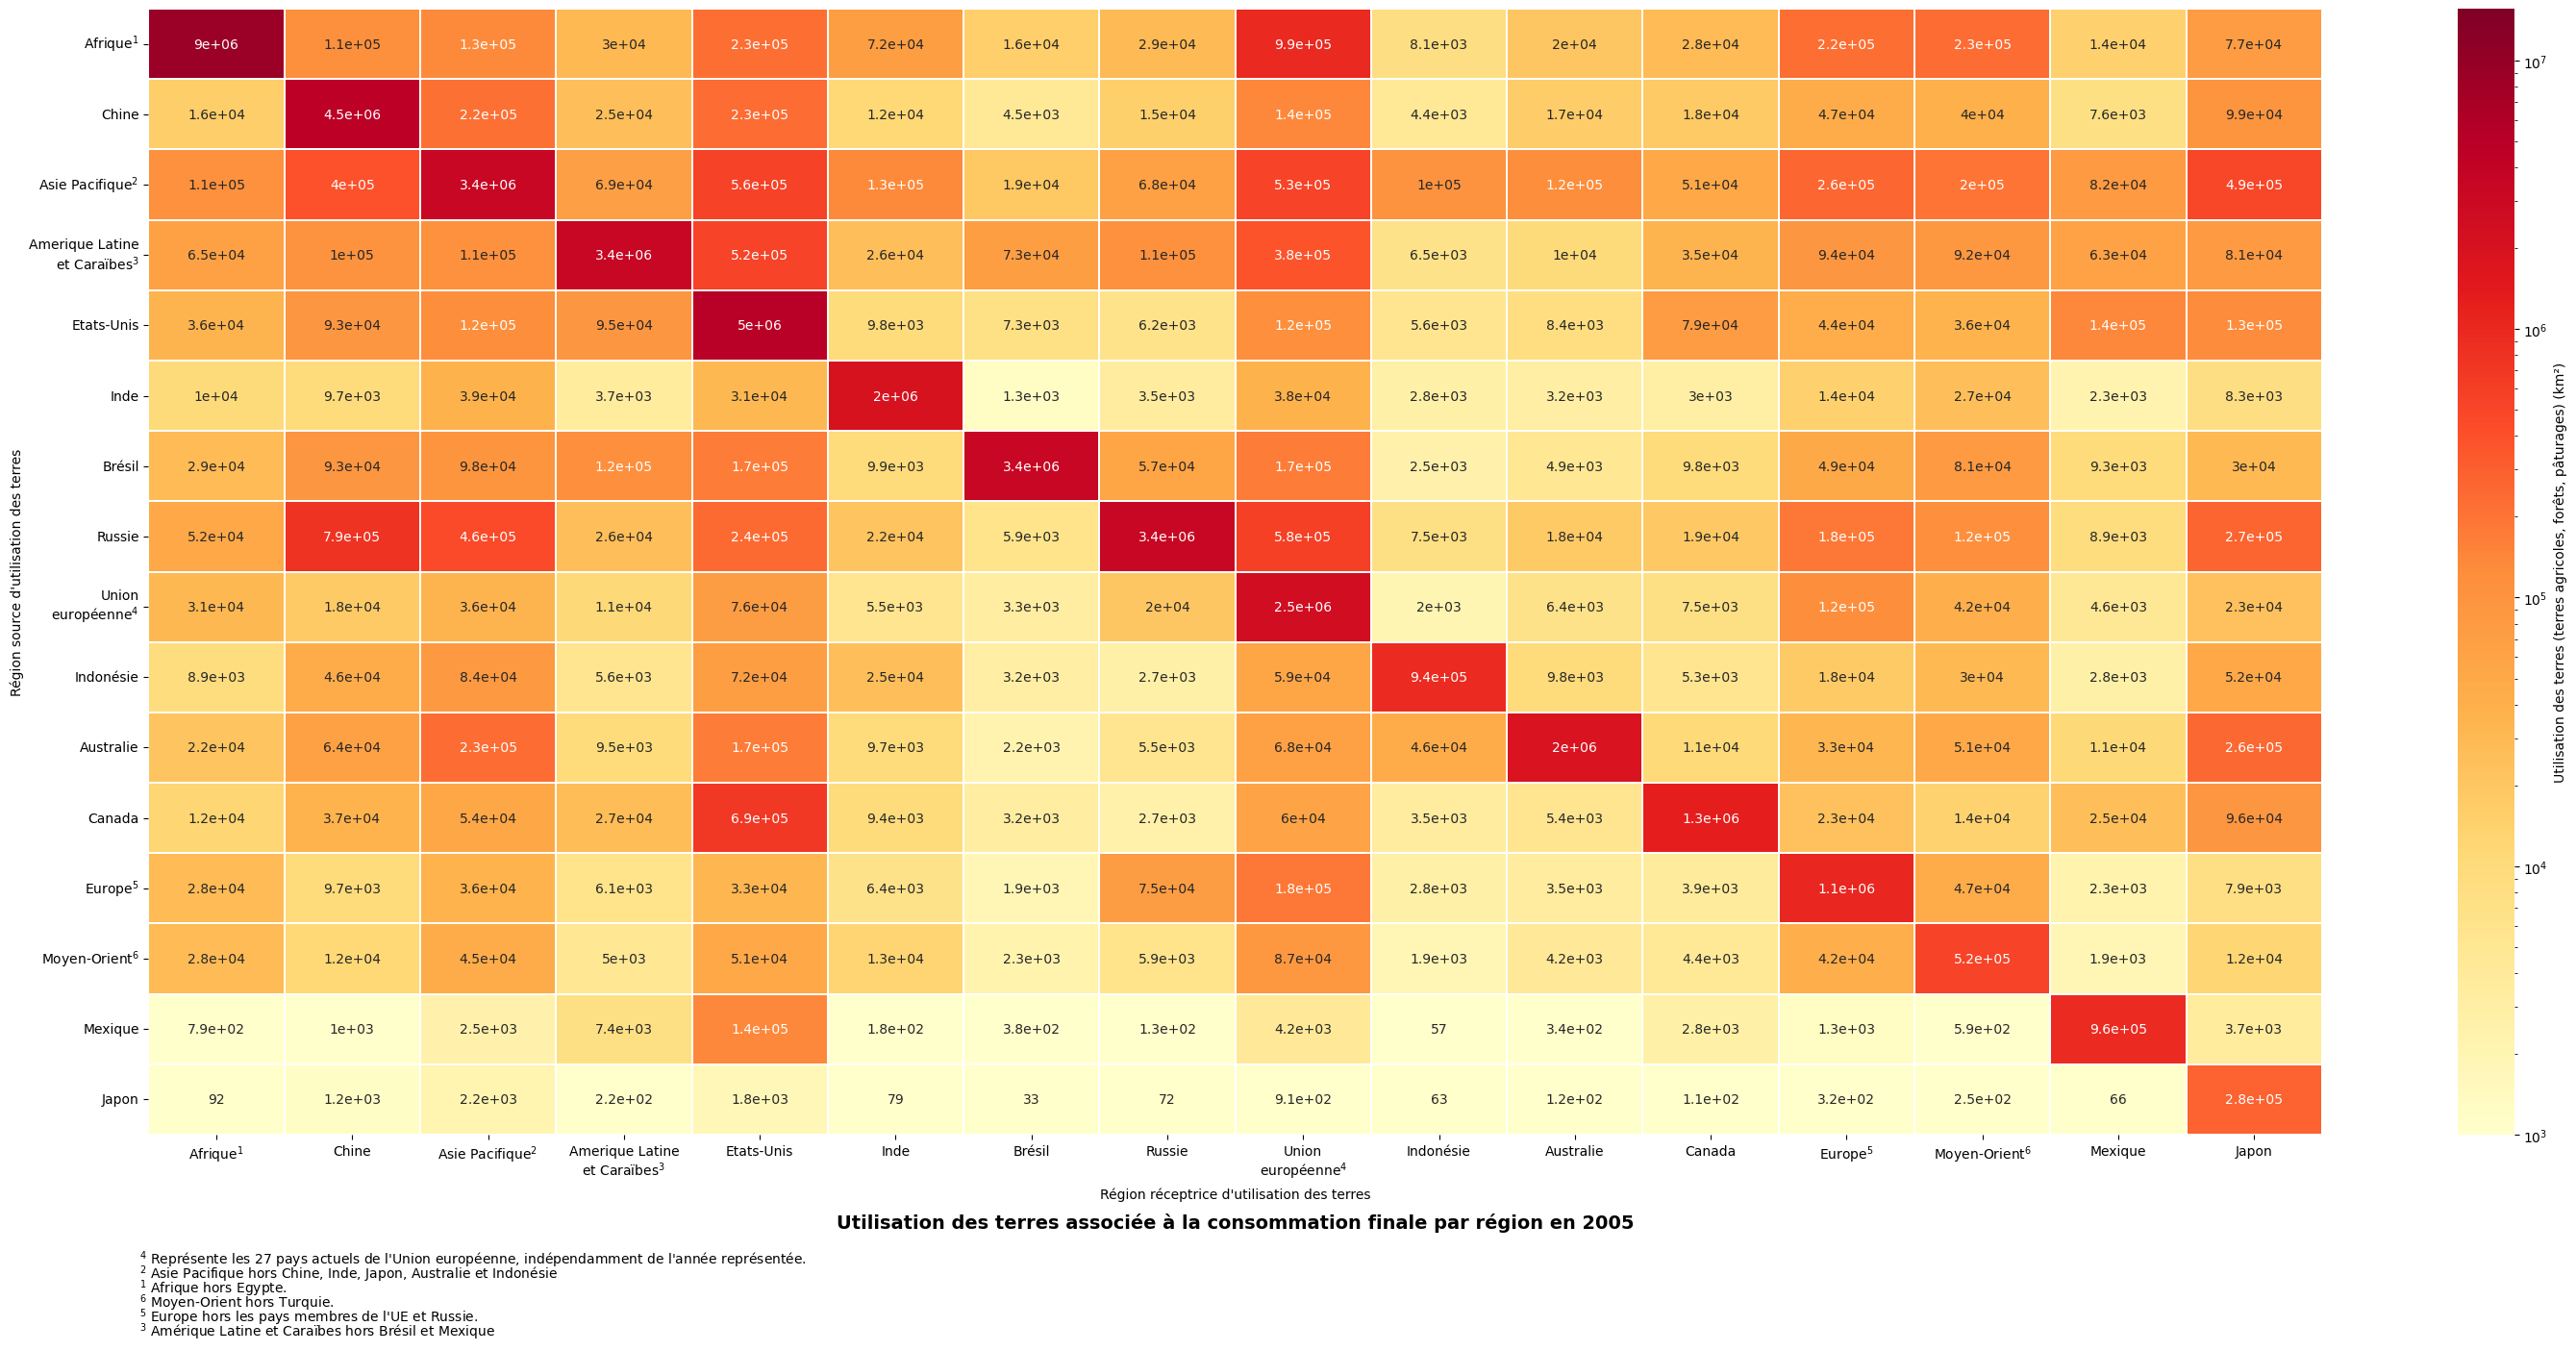 Afrique¹ 9e+06 1.1e+05 1.3e+05 3e+04 2.3e+05 7.2e+04 1.6e+04 2.9e+04 9.9e+05 8.1e+03 2e+04 2.8e+04 2.2e+05 2.3e+05 1.4e+04 7.7e+04
Chine 1.6e+04 4.5e+06 2.2e+05 2.5e+04 2.3e+05 1.2e+04 4.5e+03 1.5e+04 1.4e+05 4.4e+03 1.7e+04 1.8e+04 4.7e+04 4e+04 7.6e+03 9.9e+04
Asie Pacifique² 1.1e+05 4e+05 3.4e+06 6.9e+04 5.6e+05 1.3e+05 1.9e+04 6.8e+04 5.3e+05 1e+05 1.2e+05 5.1e+04 2.6e+05 2e+05 8.2e+04 4.9e+05
Amerique Latine
et Caraïbes³ 6.5e+04 1e+05 1.1e+05 3.4e+06 5.2e+05 2.6e+04 7.3e+04 1.1e+05 3.8e+05 6.5e+03 1e+04 3.5e+04 9.4e+04 9.2e+04 6.3e+04 8.1e+04
Etats-Unis 3.6e+04 9.3e+04 1.2e+05 9.5e+04 5e+06 9.8e+03 7.3e+03 6.2e+03 1.2e+05 5.6e+03 8.4e+03 7.9e+04 4.4e+04 3.6e+04 1.4e+05 1.3e+05
Inde 1e+04 9.7e+03 3.9e+04 3.7e+03 3.1e+04 2e+06 1.3e+03 3.5e+03 3.8e+04 2.8e+03 3.2e+03 3e+03 1.4e+04 2.7e+04 2.3e+03 8.3e+03
Brésil 2.9e+04 9.3e+04 9.8e+04 1.2e+05 1.7e+05 9.9e+03 3.4e+06 5.7e+04 1.7e+05 2.5e+03 4.9e+03 9.8e+03 4.9e+04 8.1e+04 9.3e+03 3e+04
Russie 5.2e+04 7.9e+05 4.6e+05 2.6e+04 2.4e+05 2.2e+04 5.9e+03 3.4e+06 5.8e+05 7.5e+03 1.8e+04 1.9e+04 1.8e+05 1.2e+05 8.9e+03 2.7e+05
Union
européenne⁴ 3.1e+04 1.8e+04 3.6e+04 1.1e+04 7.6e+04 5.5e+03 3.3e+03 2e+04 2.5e+06 2e+03 6.4e+03 7.5e+03 1.2e+05 4.2e+04 4.6e+03 2.3e+04
Indonésie 8.9e+03 4.6e+04 8.4e+04 5.6e+03 7.2e+04 2.5e+04 3.2e+03 2.7e+03 5.9e+04 9.4e+05 9.8e+03 5.3e+03 1.8e+04 3e+04 2.8e+03 5.2e+04
Australie 2.2e+04 6.4e+04 2.3e+05 9.5e+03 1.7e+05 9.7e+03 2.2e+03 5.5e+03 6.8e+04 4.6e+04 2e+06 1.1e+04 3.3e+04 5.1e+04 1.1e+04 2.6e+05
Canada 1.2e+04 3.7e+04 5.4e+04 2.7e+04 6.9e+05 9.4e+03 3.2e+03 2.7e+03 6e+04 3.5e+03 5.4e+03 1.3e+06 2.3e+04 1.4e+04 2.5e+04 9.6e+04
Europe⁵ 2.8e+04 9.7e+03 3.6e+04 6.1e+03 3.3e+04 6.4e+03 1.9e+03 7.5e+04 1.8e+05 2.8e+03 3.5e+03 3.9e+03 1.1e+06 4.7e+04 2.3e+03 7.9e+03
Moyen-Orient⁶ 2.8e+04 1.2e+04 4.5e+04 5e+03 5.1e+04 1.3e+04 2.3e+03 5.9e+03 8.7e+04 1.9e+03 4.2e+03 4.4e+03 4.2e+04 5.2e+05 1.9e+03 1.2e+04
Mexique 7.9e+02 1e+03 2.5e+03 7.4e+03 1.4e+05 1.8e+02 3.8e+02 1.3e+02 4.2e+03 57 3.4e+02 2.8e+03 1.3e+03 5.9e+02 9.6e+05 3.7e+03
Japon 92 1.2e+03 2.2e+03 2.2e+02 1.8e+03 79 33 72 9.1e+02 63 1.2e+02 1.1e+02 3.2e+02 2.5e+02 66 2.8e+05
Afrique¹ Chine Asie Pacifique² Amerique Latine Etats-Unis Inde Brésil Russie Union Indonésie Australie Canada Europe⁵ Moyen-Orient⁶ Mexique Japon
et Caraïbes³ européenne⁴
Région source d'utilisation des terres
Région réceptrice d'utilisation des terres
10⁷
10⁶
10⁵
10⁴
10³
Utilisation des terres (terres agricoles, forêts, pâturages) (km²)
Utilisation des terres associée à la consommation finale par région en 2005
⁴ Représente les 27 pays actuels de l'Union européenne, indépendamment de l'année représentée.
² Asie Pacifique hors Chine, Inde, Japon, Australie et Indonésie
¹ Afrique hors Egypte.
⁶ Moyen-Orient hors Turquie.
⁵ Europe hors les pays membres de l'UE et Russie.
³ Amérique Latine et Caraïbes hors Brésil et Mexique